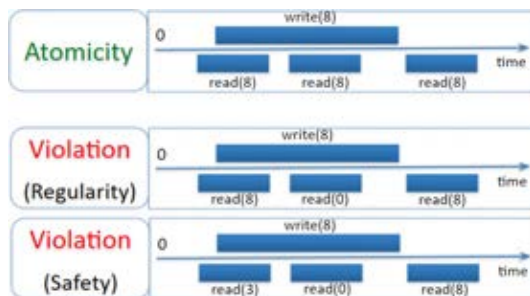 write(8)
0
Atomicity
time
read(8) read(8) read(8)
write(8)
0
Violation
time
(Regularity)
read(8) read(0) read(8)
write(8)
Violation
0
time
(Safety)
read(3) read(0) read(8)